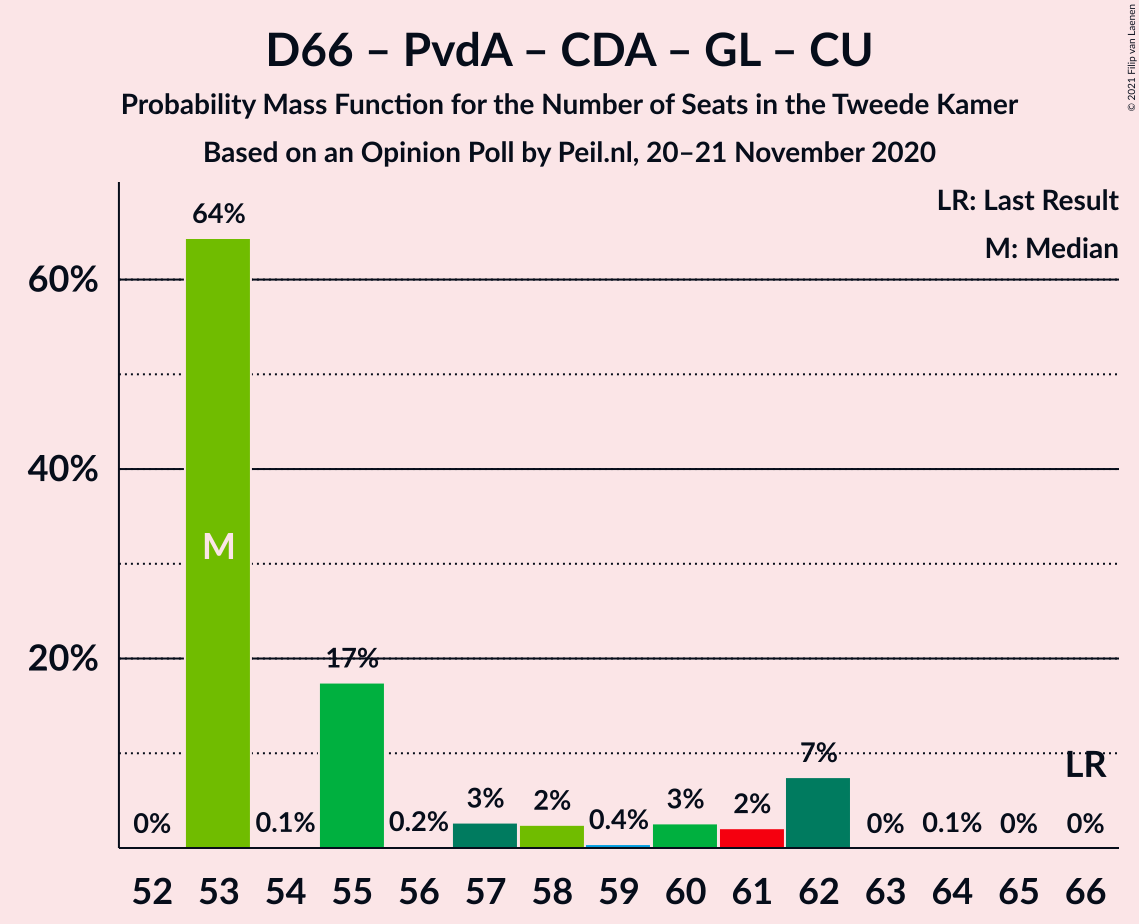 D66 – PvdA – CDA – GL – CU
Probability Mass Function for the Number of Seats in the Tweede Kamer
Based on an Opinion Poll by Peil.nl, 20–21 November 2020
© 2021 Filip van Laenen
LR: Last Result
M: Median
60%
40%
20%
64%
M
17%
7%
LR
0%
0.1%
0.2%
3%
2%
0.4%
3%
2%
0%
0.1%
0%
0%
52 53 54 55 56 57 58 59 60 61 62 63 64 65 66